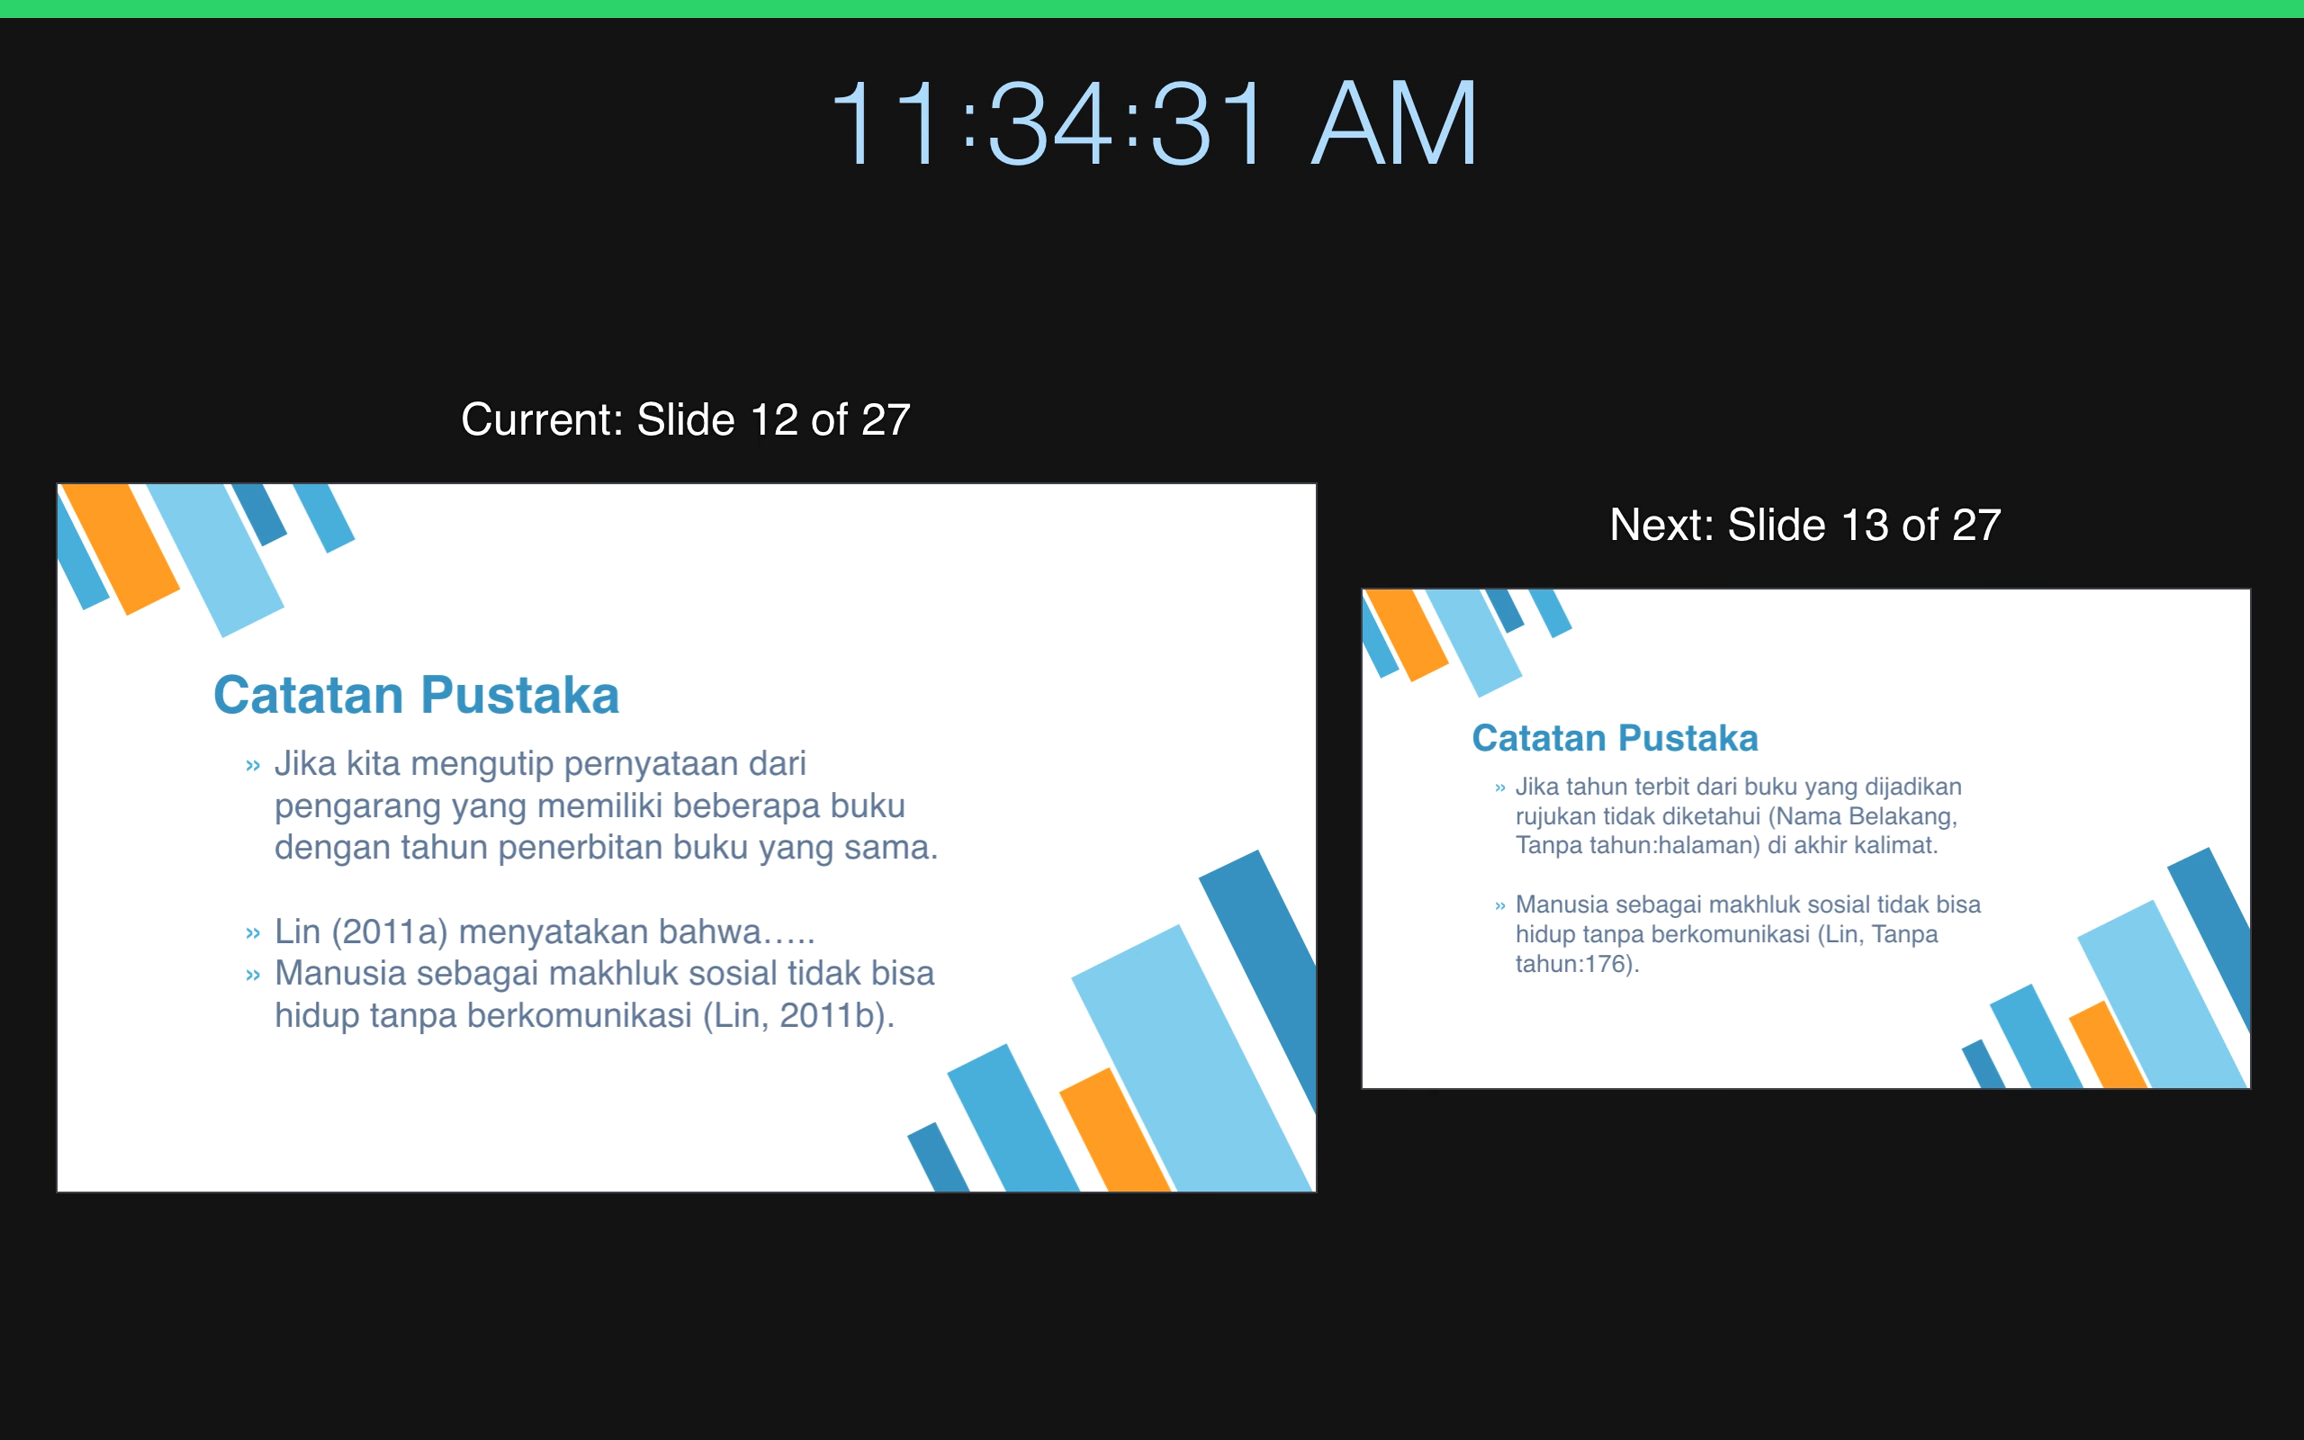 11:34:31 AM
Current: Slide 12 of 27
Catatan Pustaka
» Jika kita mengutip pernyataan dari
pengarang yang memiliki beberapa buku
dengan tahun penerbitan buku yang sama.
» Lin (2011a) menyatakan bahwa…..
» Manusia sebagai makhluk sosial tidak bisa
hidup tanpa berkomunikasi (Lin, 2011b).
Next: Slide 13 of 27
Catatan Pustaka
» Jika tahun terbit dari buku yang dijadikan
rujukan tidak diketahui (Nama Belakang,
Tanpa tahun:halaman) di akhir kalimat.
» Manusia sebagai makhluk sosial tidak bisa
hidup tanpa berkomunikasi (Lin, Tanpa
tahun:176).